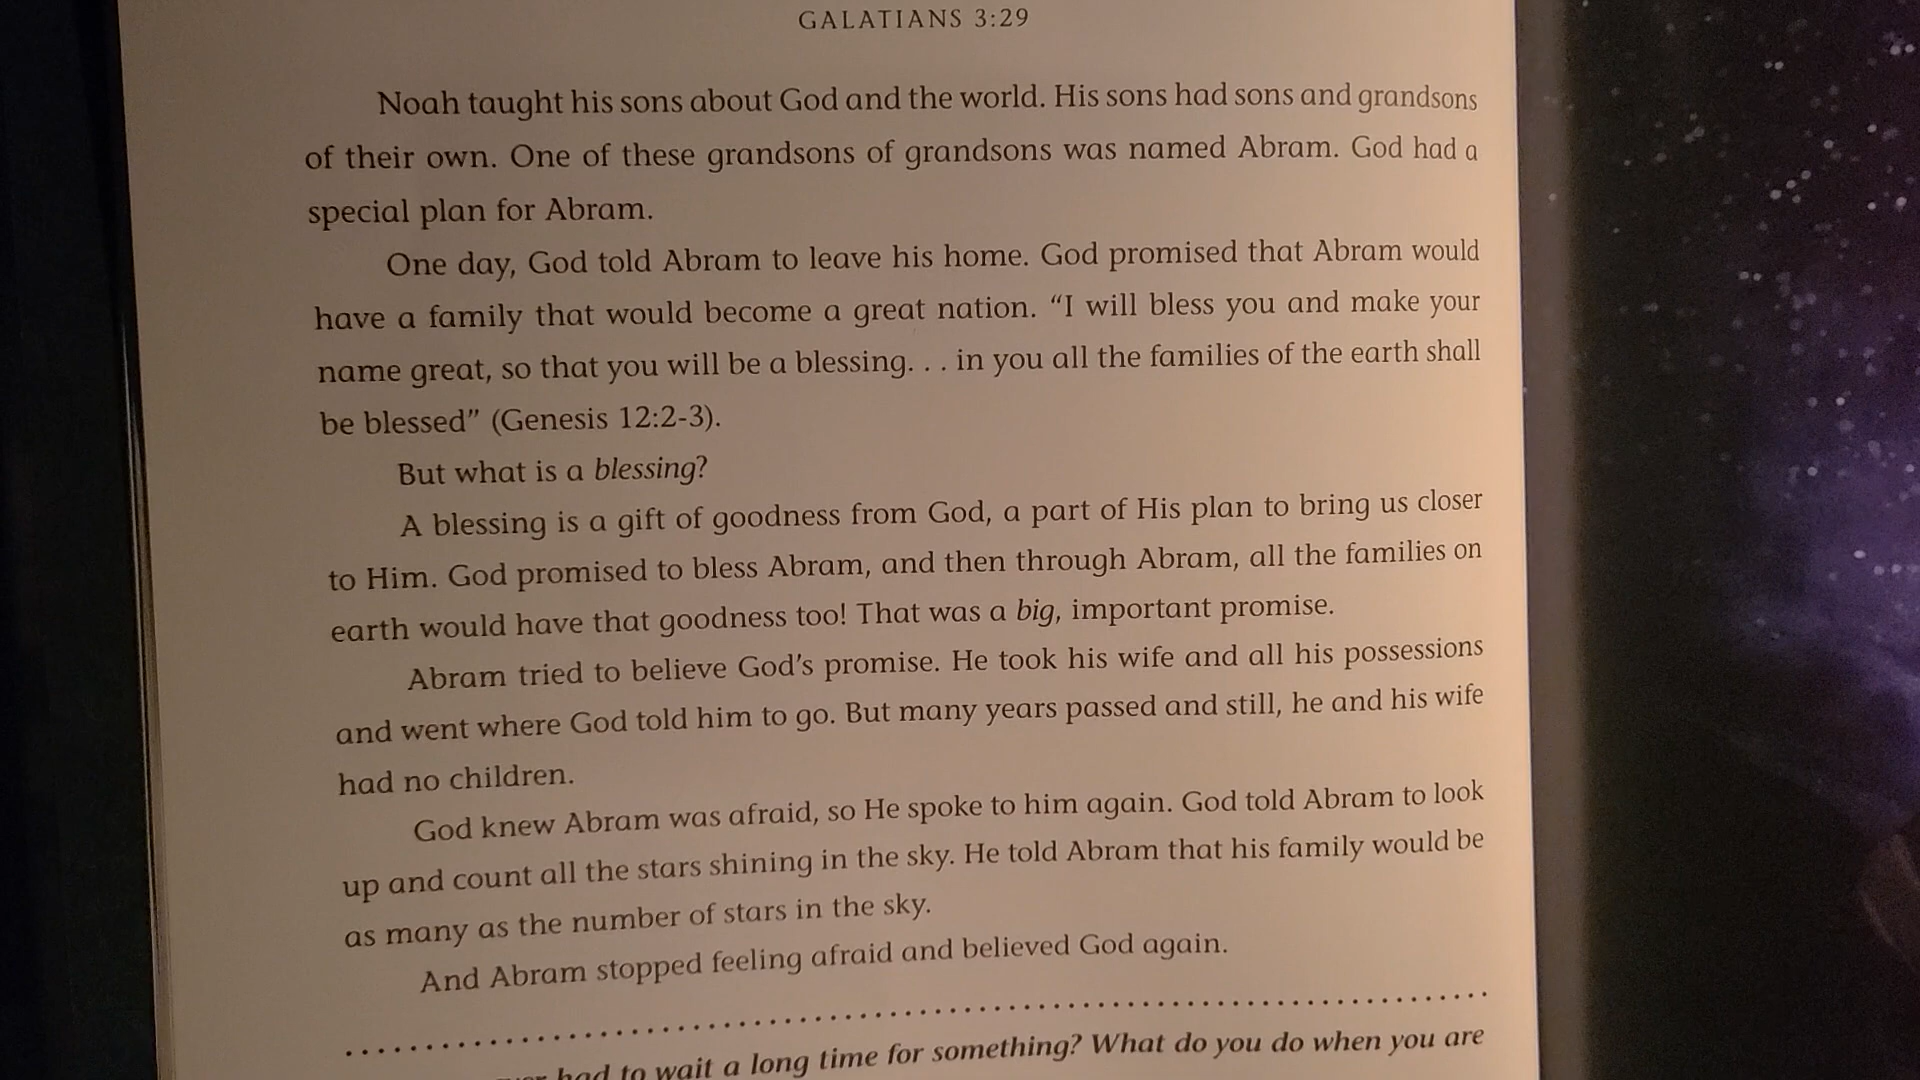 GALATIANS 3:29
Noah taught his sons about God and the world. His sons had sons and grandsons
of their own. One of these grandsons of grandsons was named Abram. God had a
special plan for Abram.
One day, God told Abram to leave his home. God promised that Abram would
have a family that would become a great nation. “I will bless you and make your
name great, so that you will be a blessing. . . in you all the families of the earth shall
be blessed” (Genesis 12:2-3).
But what is a blessing?
A blessing is a gift of goodness from God, a part of His plan to bring us closer
to Him. God promised to bless Abram, and then through Abram, all the families on
earth would have that goodness too! That was a big, important promise.
Abram tried to believe God’s promise. He took his wife and all his possessions
and went where God told him to go. But many years passed and still, he and his wife
had no children.
God knew Abram was afraid, so He spoke to him again. God told Abram to look
up and count all the stars shining in the sky. He told Abram that his family would be
as many as the number of stars in the sky.
And Abram stopped feeling afraid and believed God again.
had to wait a long time for something? What do you do when you are